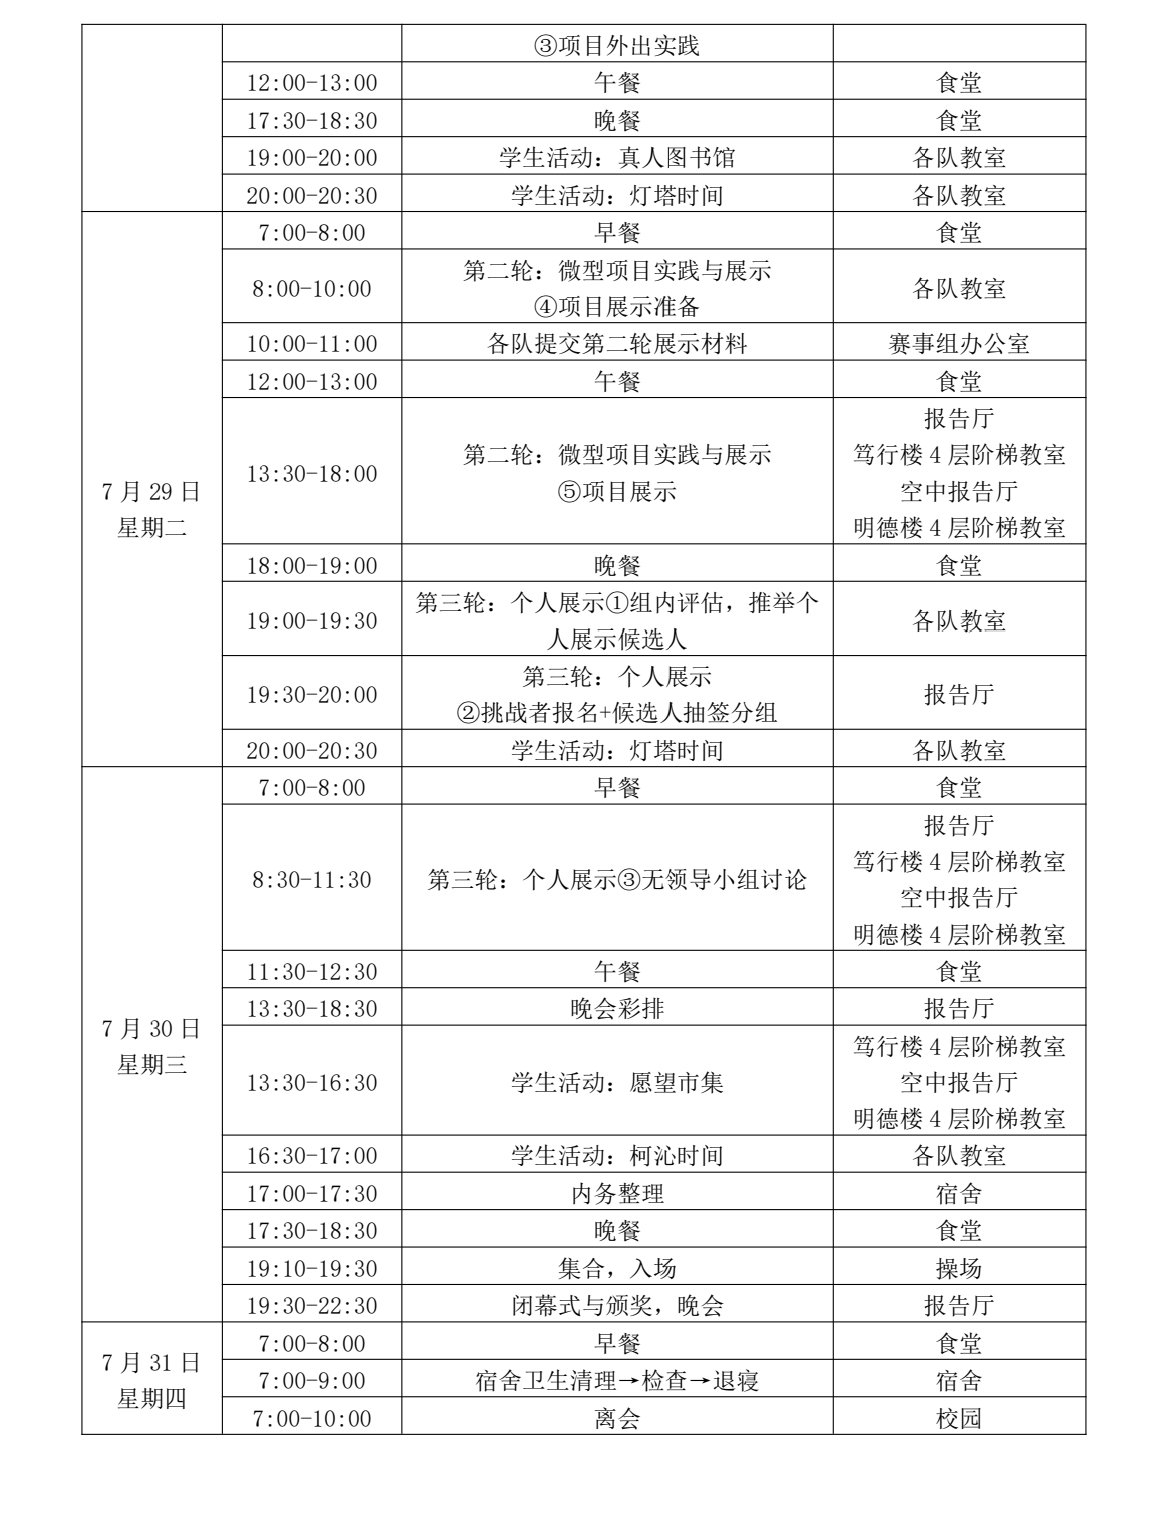 ③项目外出实践
12:00-13:00 午餐 食堂
17:30-18:30 晚餐 食堂
19:00-20:00 学生活动：真人图书馆 各队教室
20:00-20:30 学生活动：灯塔时间 各队教室
7月29日
星期二
7:00-8:00 早餐 食堂
8:00-10:00
第二轮：微型项目实践与展示
④项目展示准备
各队教室
10:00-11:00 各队提交第二轮展示材料 赛事组办公室
12:00-13:00 午餐 食堂
13:30-18:00
第二轮：微型项目实践与展示
⑤项目展示
报告厅
笃行楼4层阶梯教室
空中报告厅
明德楼4层阶梯教室
18:00-19:00 晚餐 食堂
19:00-19:30
第三轮：个人展示①组内评估，推举个
人展示候选人
各队教室
19:30-20:00
第三轮：个人展示
②挑战者报名+候选人抽签分组
报告厅
20:00-20:30 学生活动：灯塔时间 各队教室
7月30日
星期三
7:00-8:00 早餐 食堂
8:30-11:30 第三轮：个人展示③无领导小组讨论
报告厅
笃行楼4层阶梯教室
空中报告厅
明德楼4层阶梯教室
11:30-12:30 午餐 食堂
13:30-18:30 晚会彩排 报告厅
13:30-16:30 学生活动：愿望市集
笃行楼4层阶梯教室
空中报告厅
明德楼4层阶梯教室
16:30-17:00 学生活动：柯沁时间 各队教室
17:00-17:30 内务整理 宿舍
17:30-18:30 晚餐 食堂
19:10-19:30 集合，入场 操场
19:30-22:30 闭幕式与颁奖，晚会 报告厅
7月31日
星期四
7:00-8:00 早餐 食堂
7:00-9:00 宿舍卫生清理→检查→退寝 宿舍
7:00-10:00 离会 校园